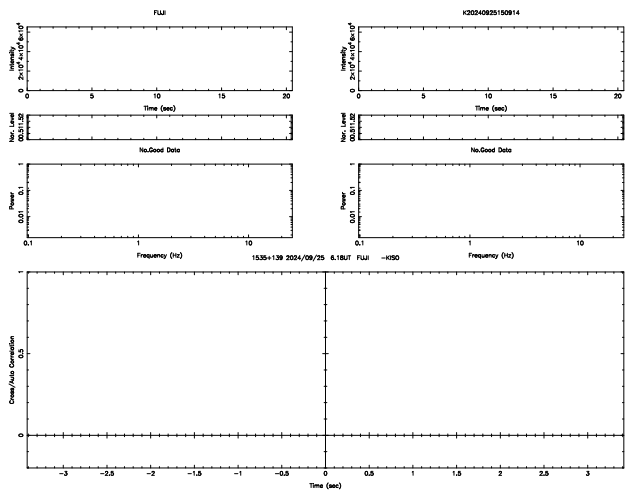 FUJI
K20240925150914
Intensity
0 2×10⁴ 4×10⁴ 6×10⁴
0 5 10 15 20
Time (sec)
Intensity
0 2×10⁴ 4×10⁴ 6×10⁴
0 5 10 15 20
Time (sec)
Nor. Level
00.511.52
Nor. Level
00.511.52
No.Good Data
No.Good Data
Power
1
0.1
0.01
0.1 1 10
Frequency (Hz)
Power
1
0.1
0.01
0.1 1 10
Frequency (Hz)
1535+139 2024/09/25 6.18UT FUJI -KISO
Cross/Auto Correlation
1
0.5
0
-3 -2.5 -2 -1.5 -1 -0.5 0 0.5 1 1.5 2 2.5 3
Time (sec)